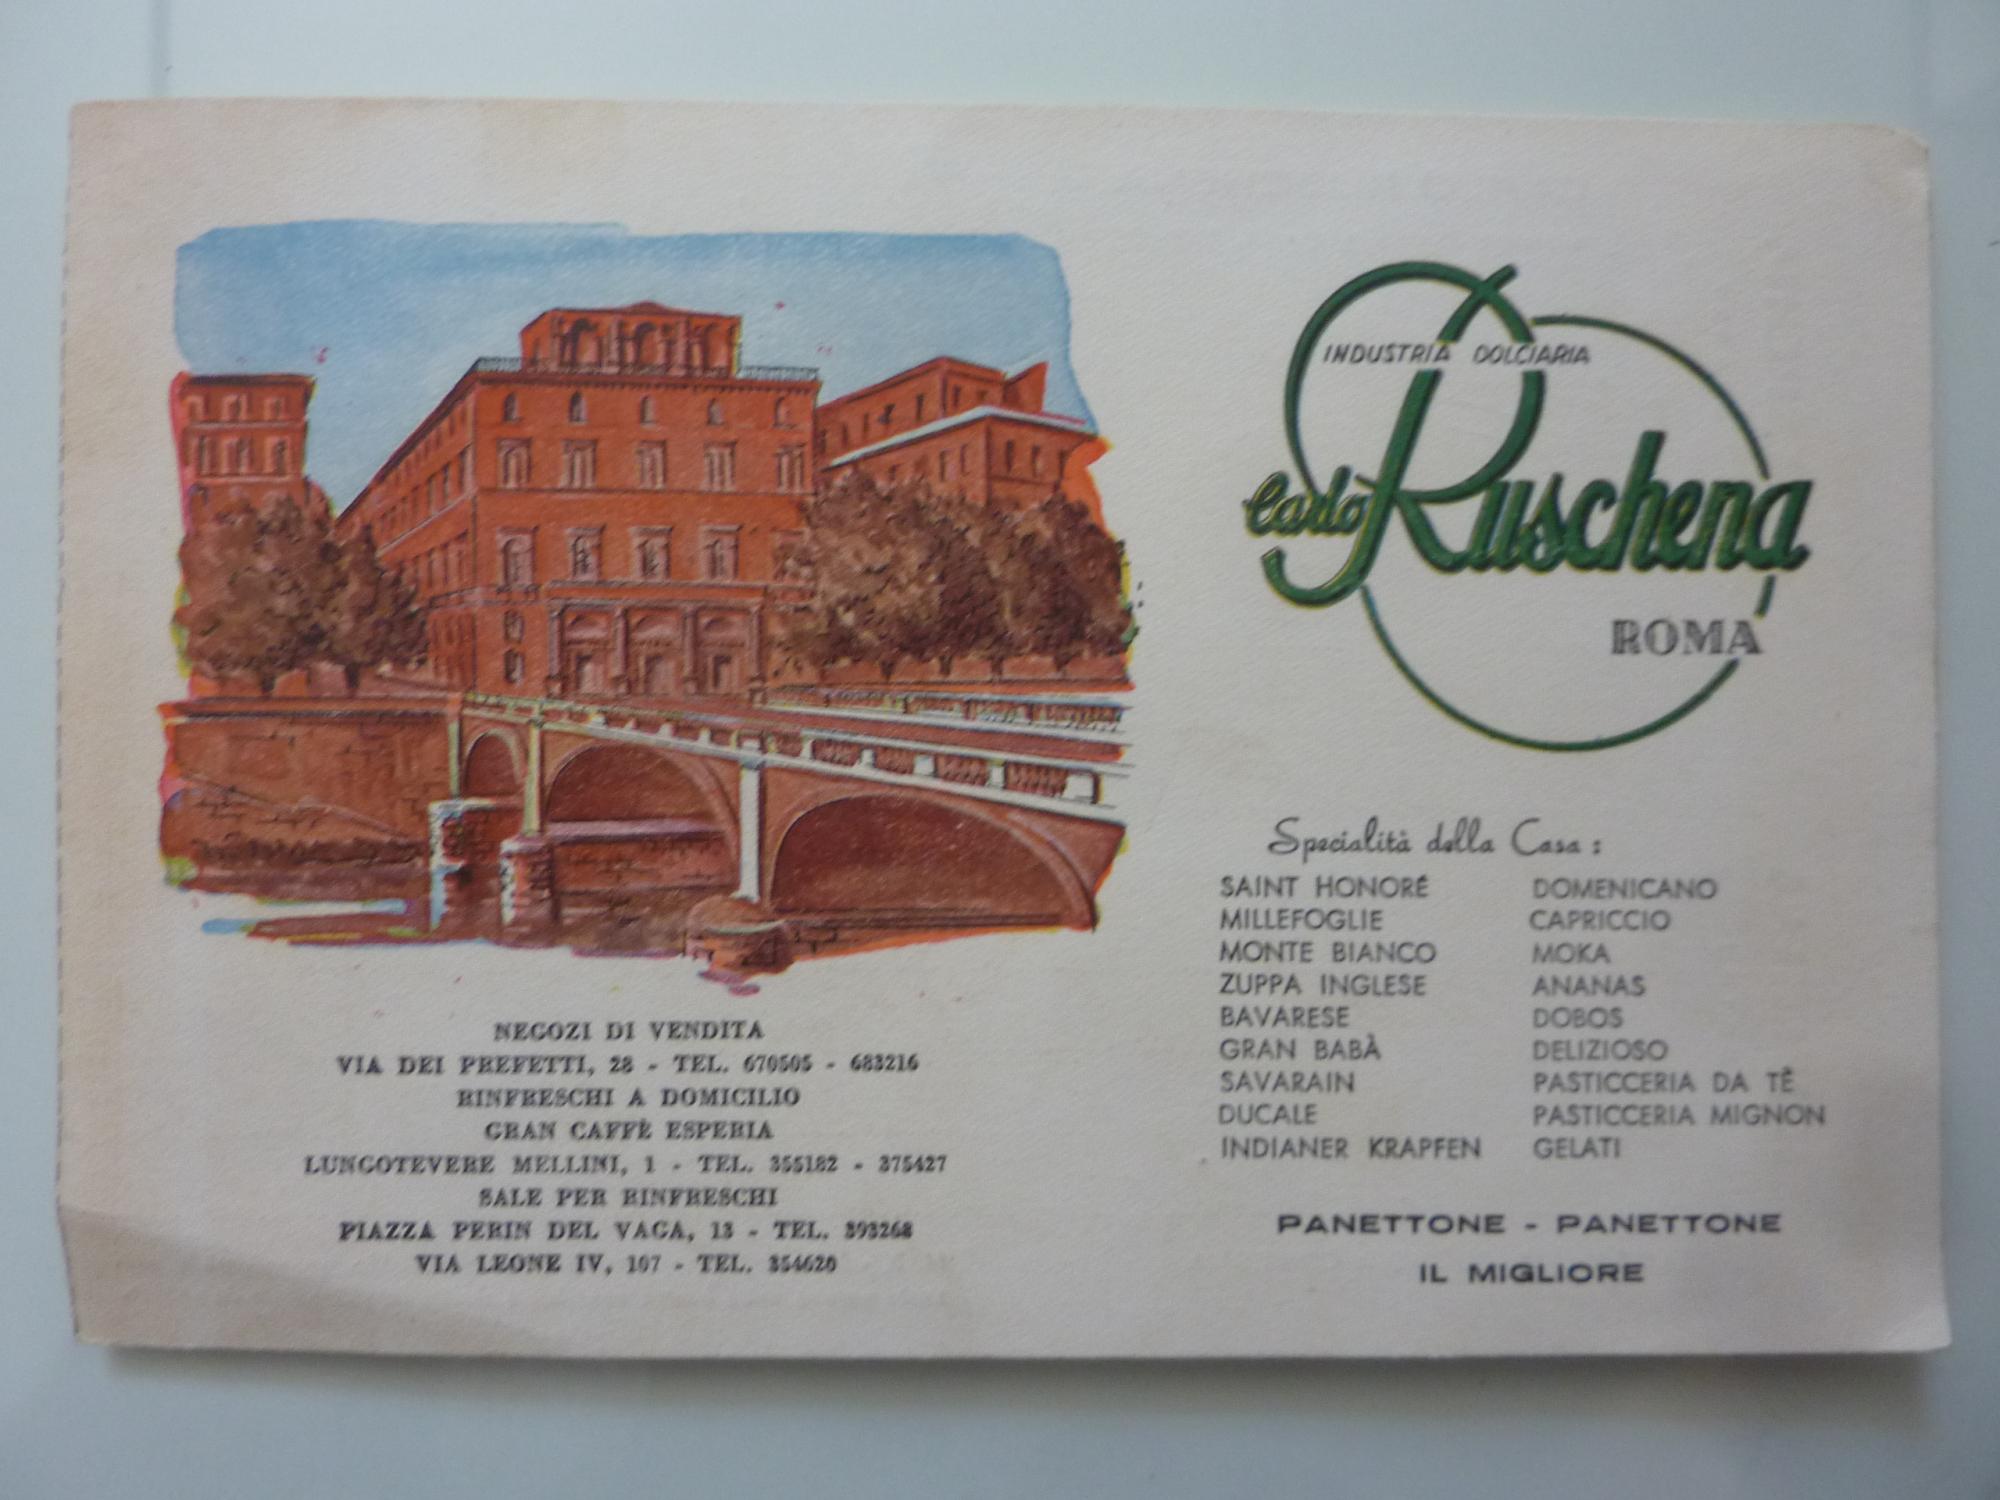 INDUSTRIA DOLCIARIA
Carlo Ruschena
ROMA
NEGOZI DI VENDITA
VIA DEI PREFETTI, 28 - TEL. 670505 - 683216
RINFRESCHI A DOMICILIO
GRAN CAFFÈ ESPERIA
LUNGOTEVERE MELLINI, 1 - TEL. 355182 - 375427
SALE PER RINFRESCHI
PIAZZA PERIN DEL VAGA, 13 - TEL. 393268
VIA LEONE IV, 107 - TEL. 354620
Specialità della Casa :
SAINT HONORÉ
MILLEFOGLIE
MONTE BIANCO
ZUPPA INGLESE
BAVARESE
GRAN BABÀ
SAVARAIN
DUCALE
INDIANER KRAPFEN
DOMENICANO
CAPRICCIO
MOKA
ANANAS
DOBOS
DELIZIOSO
PASTICCERIA DA TÊ
PASTICCERIA MIGNON
GELATI
PANETTONE - PANETTONE
IL MIGLIORE